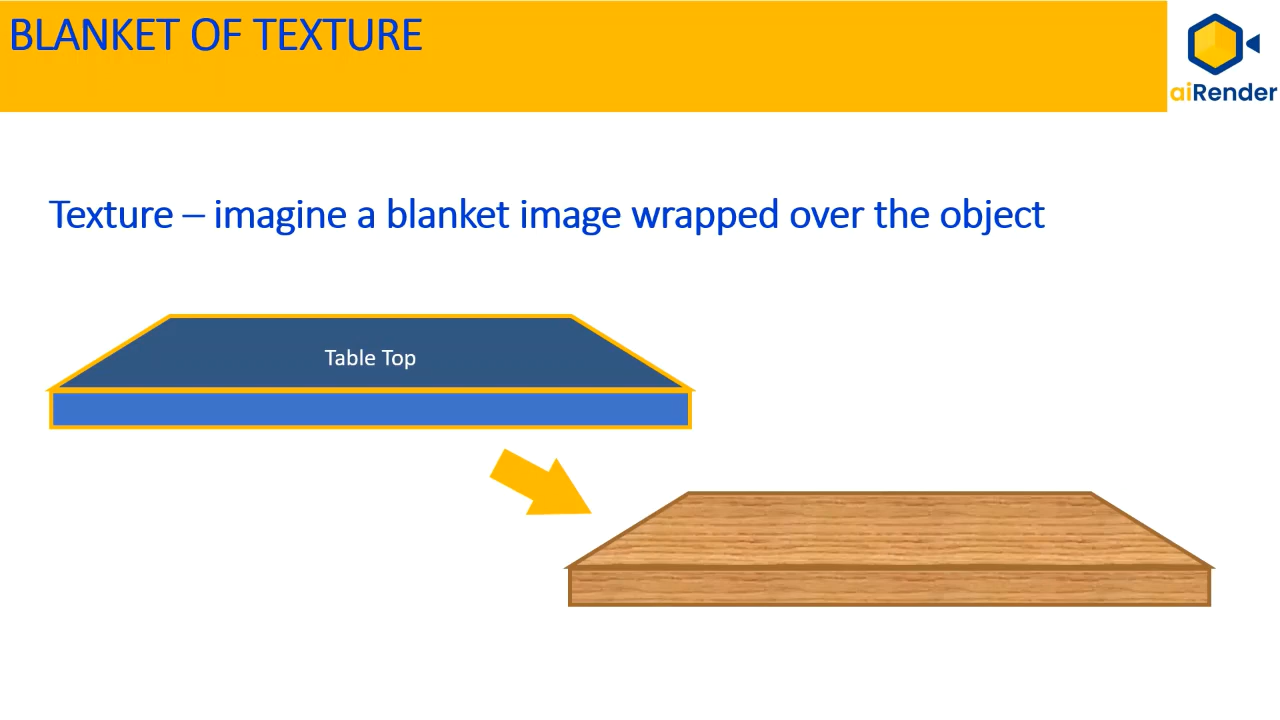 BLANKET OF TEXTURE
aiRender
Texture – imagine a blanket image wrapped over the object
Table Top